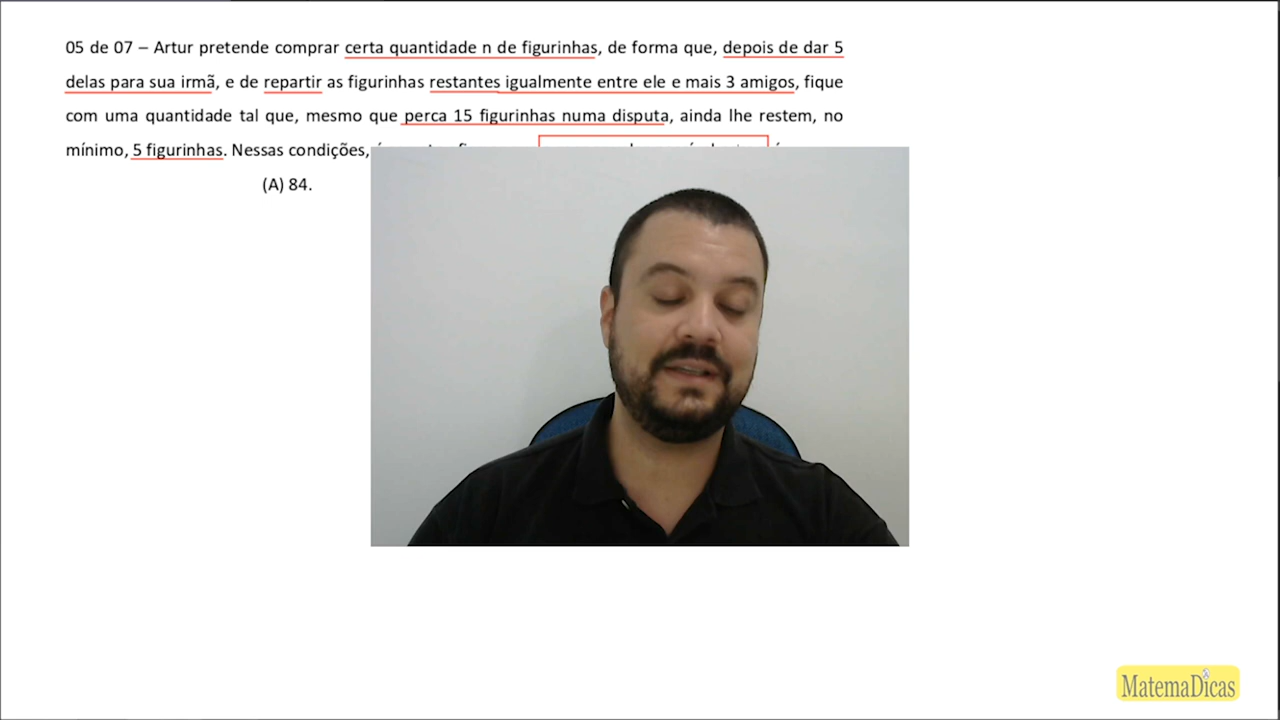 05 de 07 – Artur pretende comprar certa quantidade n de figurinhas, de forma que, depois de dar 5
delas para sua irmã, e de repartir as figurinhas restantes igualmente entre ele e mais 3 amigos, fique
com uma quantidade tal que, mesmo que perca 15 figurinhas numa disputa, ainda lhe restem, no
mínimo, 5 figurinhas. Nessas condições,
(A) 84.
MatemaDicas